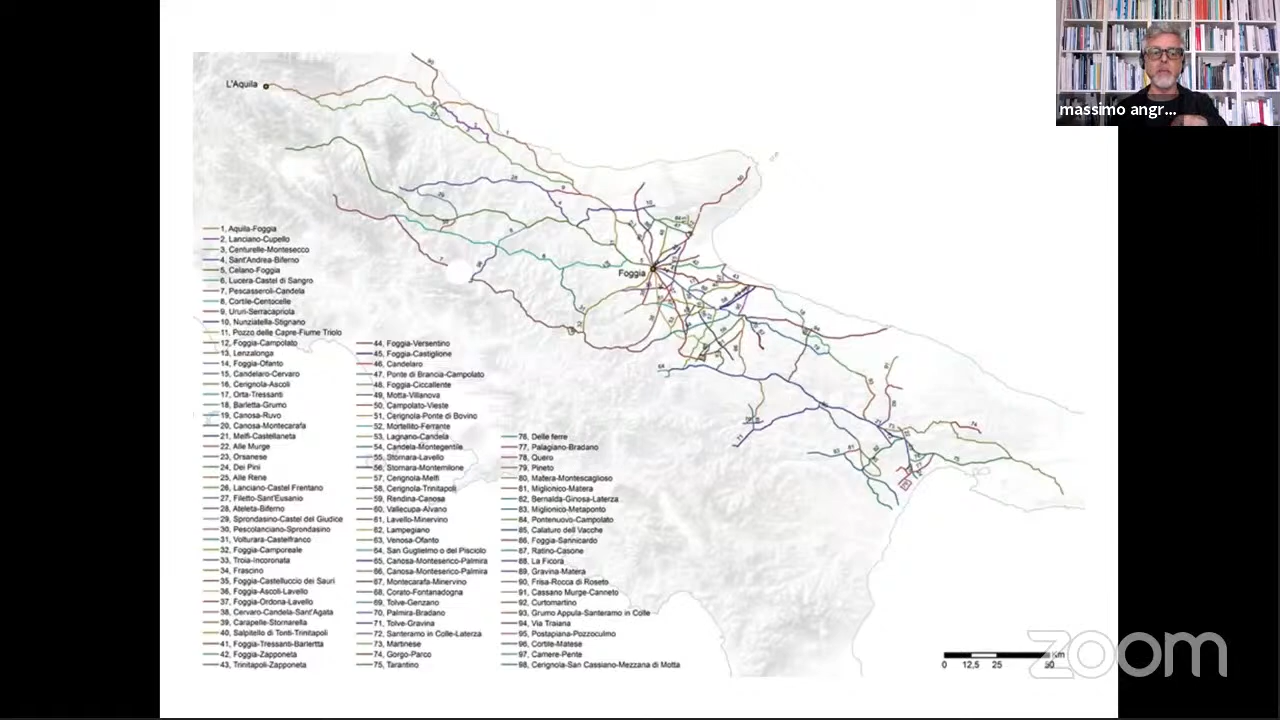 massimo angr...
L'Aquila
Foggia
1, Aquila-Foggia
2, Lanciano-Cupello
3, Centurelle-Montesecco
4, Sant'Andrea-Biferno
5, Celano-Foggia
6, Lucera-Castel di Sangro
7, Pescasseroli-Candela
8, Cortile-Centocelle
9, Ururi-Serracapriola
10, Nunziatella-Stignano
11, Pozzo delle Capre-Fiume Triolo
12, Foggia-Campolato
13, Lenzalonga
14, Foggia-Ofanto
15, Candelaro-Cervaro
16, Cerignola-Ascoli
17, Orta-Tressanti
18, Barletta-Grumo
19, Canosa-Ruvo
20, Canosa-Montecarafa
21, Melfi-Castellaneta
22, Alle Murge
23, Orsanese
24, Dei Pini
25, Alle Rene
26, Lanciano-Castel Frentano
27, Filetto-Sant'Eusanio
28, Ateleta-Biferno
29, Sprondasino-Castel del Giudice
30, Pescolanciano-Sprondasino
31, Volturara-Castelfranco
32, Foggia-Camporeale
33, Troia-Incoronata
34, Frascino
35, Foggia-Castelluccio dei Sauri
36, Foggia-Ascoli-Lavello
37, Foggia-Ordona-Lavello
38, Cervaro-Candela-Sant'Agata
39, Carapelle-Stornarella
40, Salpitello di Tonti-Trinitapoli
41, Foggia-Tressanti-Barletta
42, Foggia-Zapponeta
43, Trinitapoli-Zapponeta
44, Foggia-Versentino
45, Foggia-Castiglione
46, Candelaro
47, Ponte di Brancia-Campolato
48, Foggia-Ciccallente
49, Motta-Villanova
50, Campolato-Vieste
51, Cerignola-Ponte di Bovino
52, Mortellito-Ferrante
53, Lagnano-Candela
54, Candela-Montegentile
55, Stornara-Lavello
56, Stornara-Montemilone
57, Cerignola-Melfi
58, Cerignola-Trinitapoli
59, Rendina-Canosa
60, Vallecupa-Alvano
61, Lavello-Minervino
62, Lampegiano
63, Venosa-Ofanto
64, San Guglielmo o del Pisciolo
65, Canosa-Monteserico-Palmira
66, Canosa-Monteserico-Palmira
67, Montecarafa-Minervino
68, Corato-Fontanadogna
69, Tolve-Genzano
70, Palmira-Bradano
71, Tolve-Gravina
72, Santeramo in Colle-Laterza
73, Martinese
74, Gorgo-Parco
75, Tarantino
76, Delle ferre
77, Palagiano-Bradano
78, Quero
79, Pineto
80, Matera-Montescaglioso
81, Miglionico-Matera
82, Bernalda-Ginosa-Laterza
83, Miglionico-Metaponto
84, Pontenuovo-Campolato
85, Calaturo dell Vacche
86, Foggia-Sannicardo
87, Ratino-Casone
88, La Ficora
89, Gravina-Matera
90, Frisa-Rocca di Roseto
91, Cassano Murge-Canneto
92, Curtomartino
93, Grumo Appula-Santeramo in Colle
94, Via Traiana
95, Postapiana-Pozzoculmo
96, Cortile-Matese
97, Camere-Pente
98, Cerignola-San Cassiano-Mezzana di Motta
Km
0 12,5 25 50
zoom